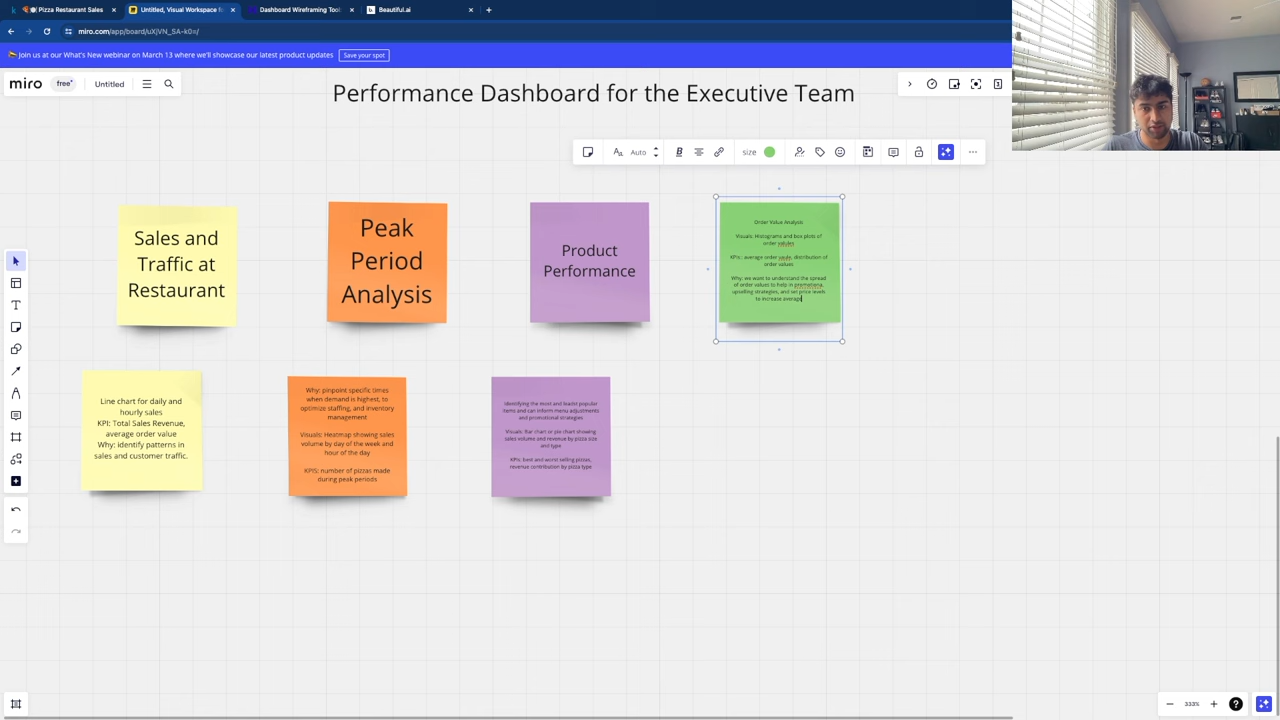 Pizza Restaurant Sales
Untitled, Visual Workspace f
Dashboard Wireframing Tool
Beautiful.ai
miro.com/app/board/uXjVN_SA-k0=/
Join us at our What's New webinar on March 13 where we'll showcase our latest product updates
Save your spot
miro
free
Untitled
Performance Dashboard for the Executive Team
Auto
B
size
Sales and
Traffic at
Restaurant
Peak
Period
Analysis
Product
Performance
Order Value Analysis
Visuals: Histograms and box plots of
order valules
KPIs : average order vaule, distribution of
order values
Why: we want to understand the spread
of order values to help in
upselling strategies, and set price levels
to increase average
Line chart for daily and
hourly sales
KPI: Total Sales Revenue,
average order value
Why: identify patterns in
sales and customer traffic.
Why: pinpoint specific times
when demand is highest, to
optimize staffing, and inventory
management
Visuals: Heatmap showing sales
volume by day of the week and
hour of the day
KPIS: number of pizzas made
during peak periods
Identifying the most and leaslst popular
items and can inform menu adjustments
and promotional strategies
Visuals: Bar chart or pie chart showing
sales volume and revenue by pizza size
and type
KPIs: best and worst selling pizzas,
revenue contribution by pizza type
333%